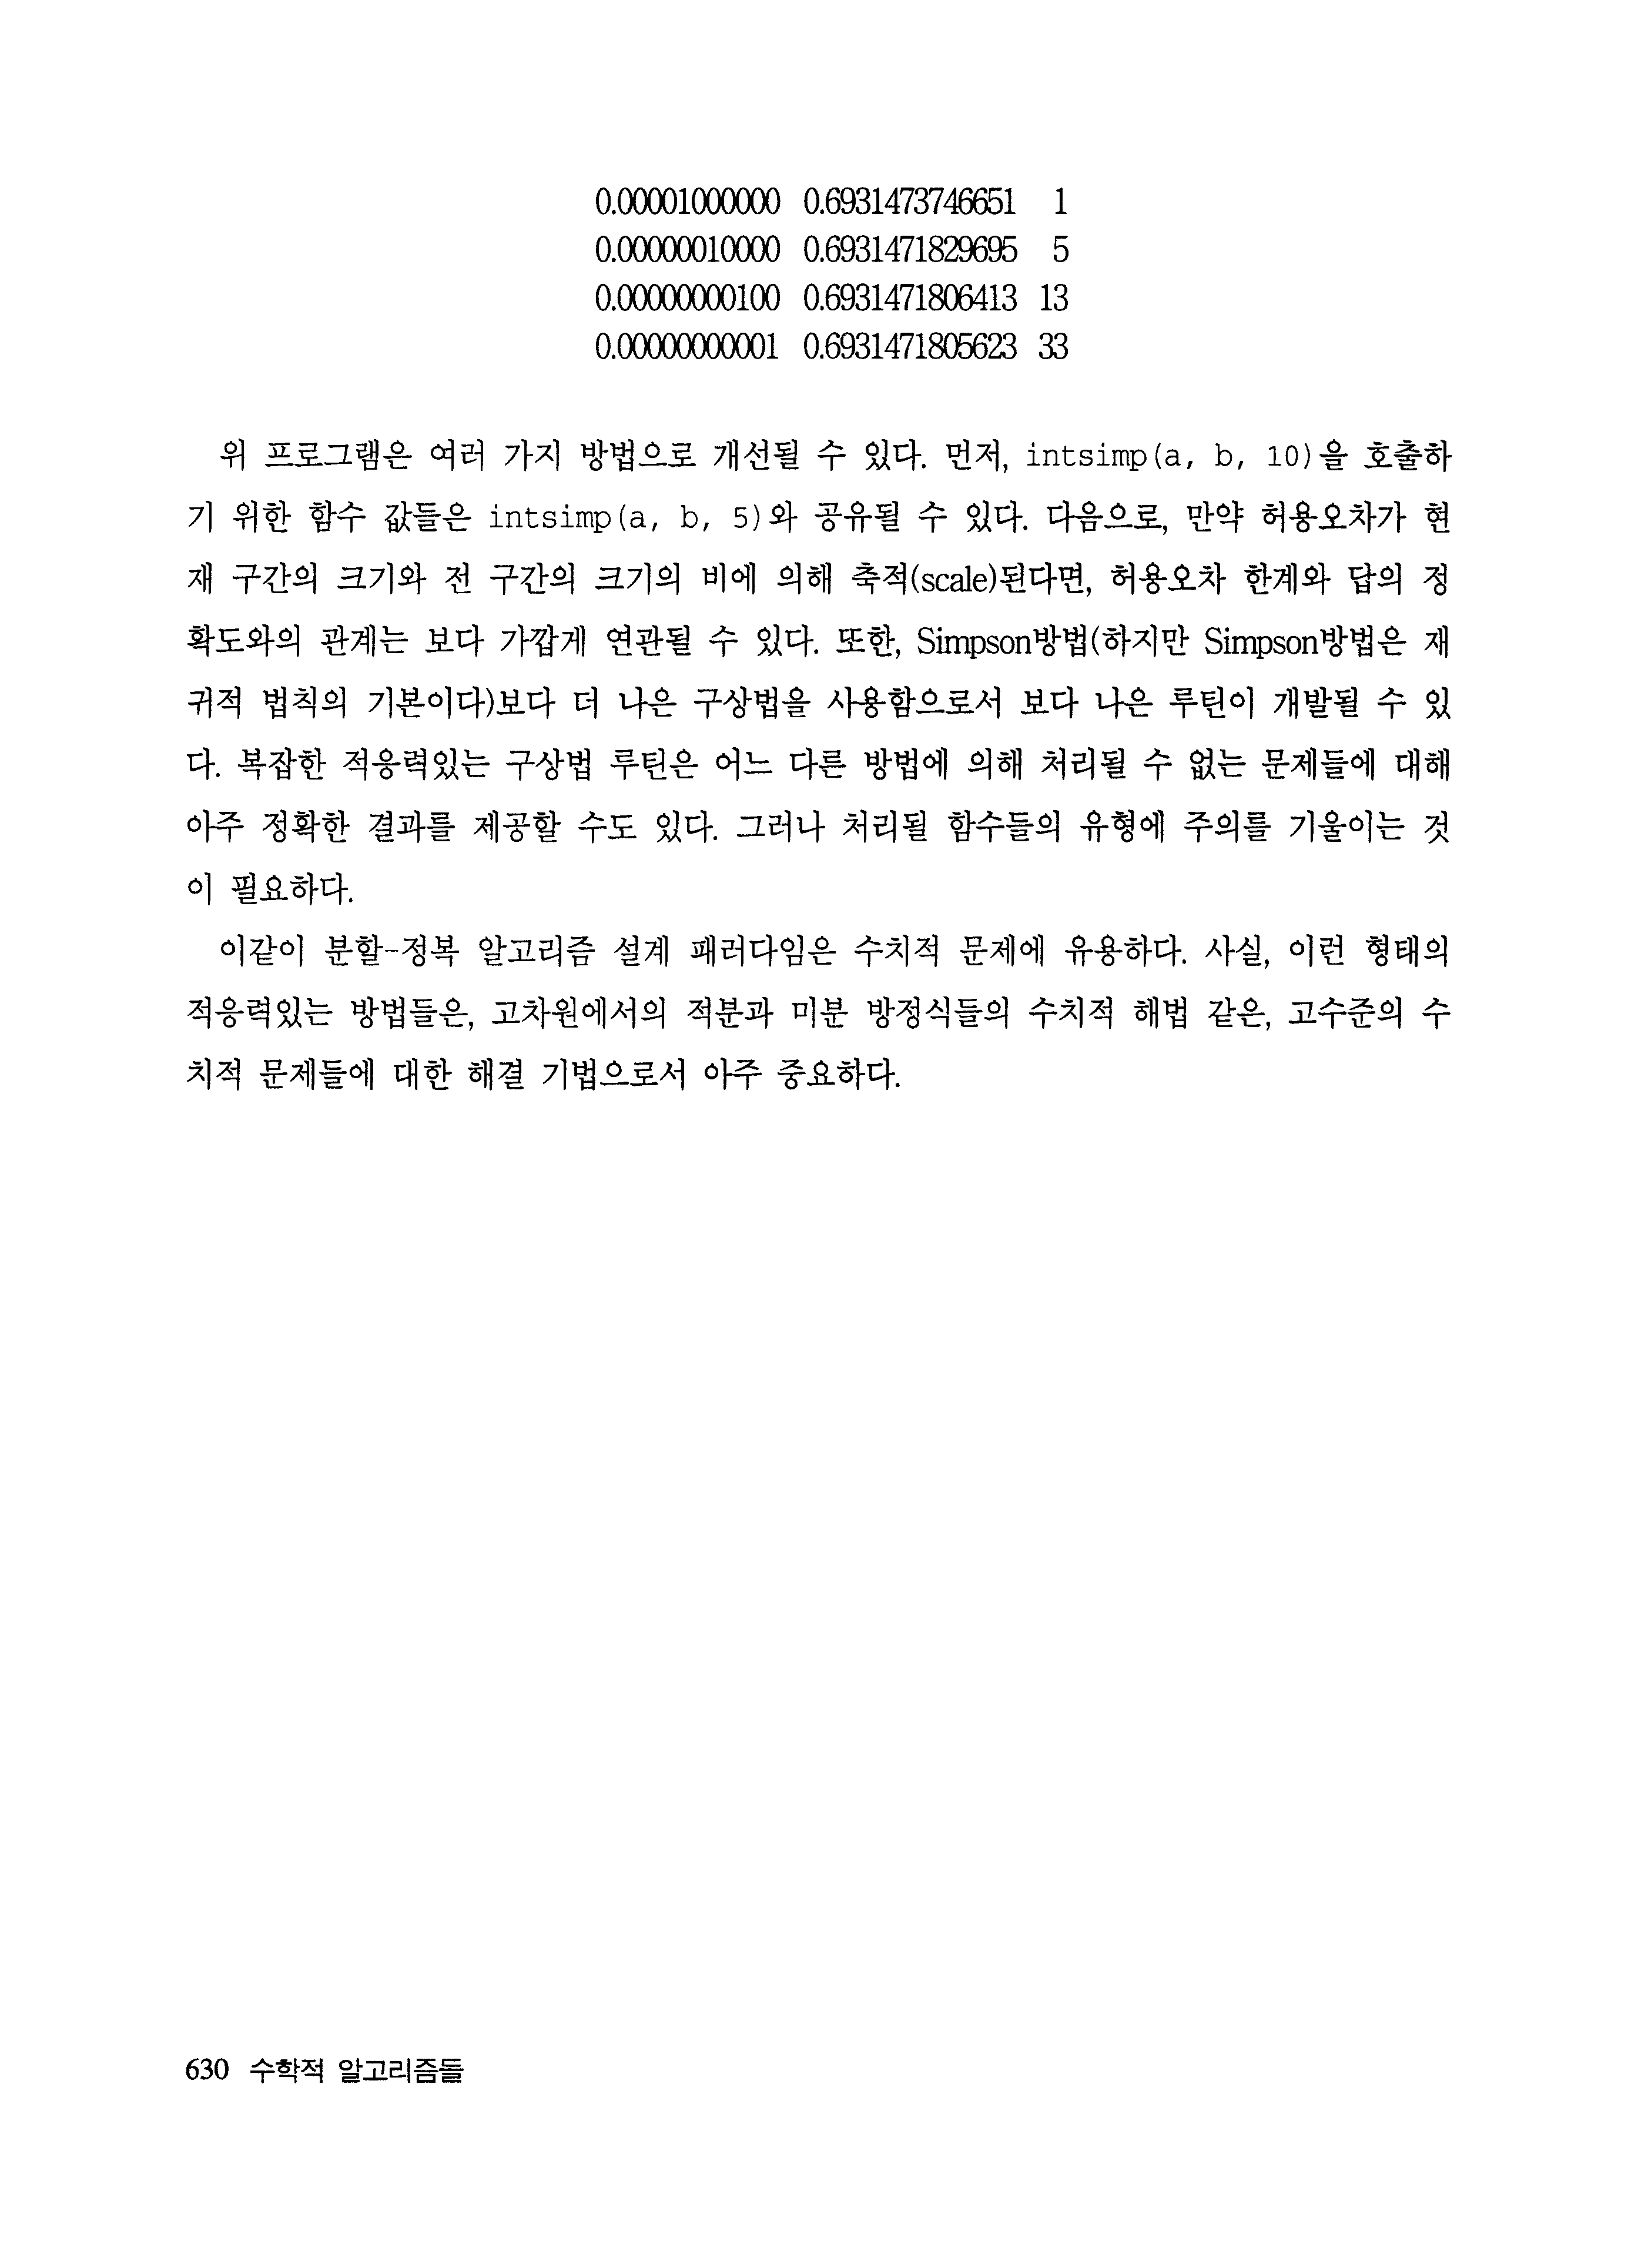 0.00001000000 0.6931473746651 1
0.00000010000 0.6931471829695 5
0.00000000100 0.6931471806413 13
0.00000000001 0.6931471805623 33
위 프로그램은 여러 가지 방법으로 개선될 수 있다. 먼저, intsimp(a, b, 10)을 호출하
기 위한 함수 값들은 intsimp(a, b, 5)와 공유될 수 있다. 다음으로, 만약 허용오차가 현
재 구간의 크기와 전 구간의 크기의 비에 의해 축적(scale)된다면, 허용오차 한계와 답의 정
확도와의 관계는 보다 가깝게 연관될 수 있다. 또한, Simpson방법(하지만 Simpson방법은 재
귀적 법칙의 기본이다)보다 더 나은 구상법을 사용함으로서 보다 나은 루틴이 개발될 수 있
다. 복잡한 적응력있는 구상법 루틴은 어느 다른 방법에 의해 처리될 수 없는 문제들에 대해
아주 정확한 결과를 제공할 수도 있다. 그러나 처리될 함수들의 유형에 주의를 기울이는 것
이 필요하다.
이같이 분할-정복 알고리즘 설계 패러다임은 수치적 문제에 유용하다. 사실, 이런 형태의
적응력있는 방법들은, 고차원에서의 적분과 미분 방정식들의 수치적 해법 같은, 고수준의 수
치적 문제들에 대한 해결 기법으로서 아주 중요하다.
630 수학적 알고리즘들